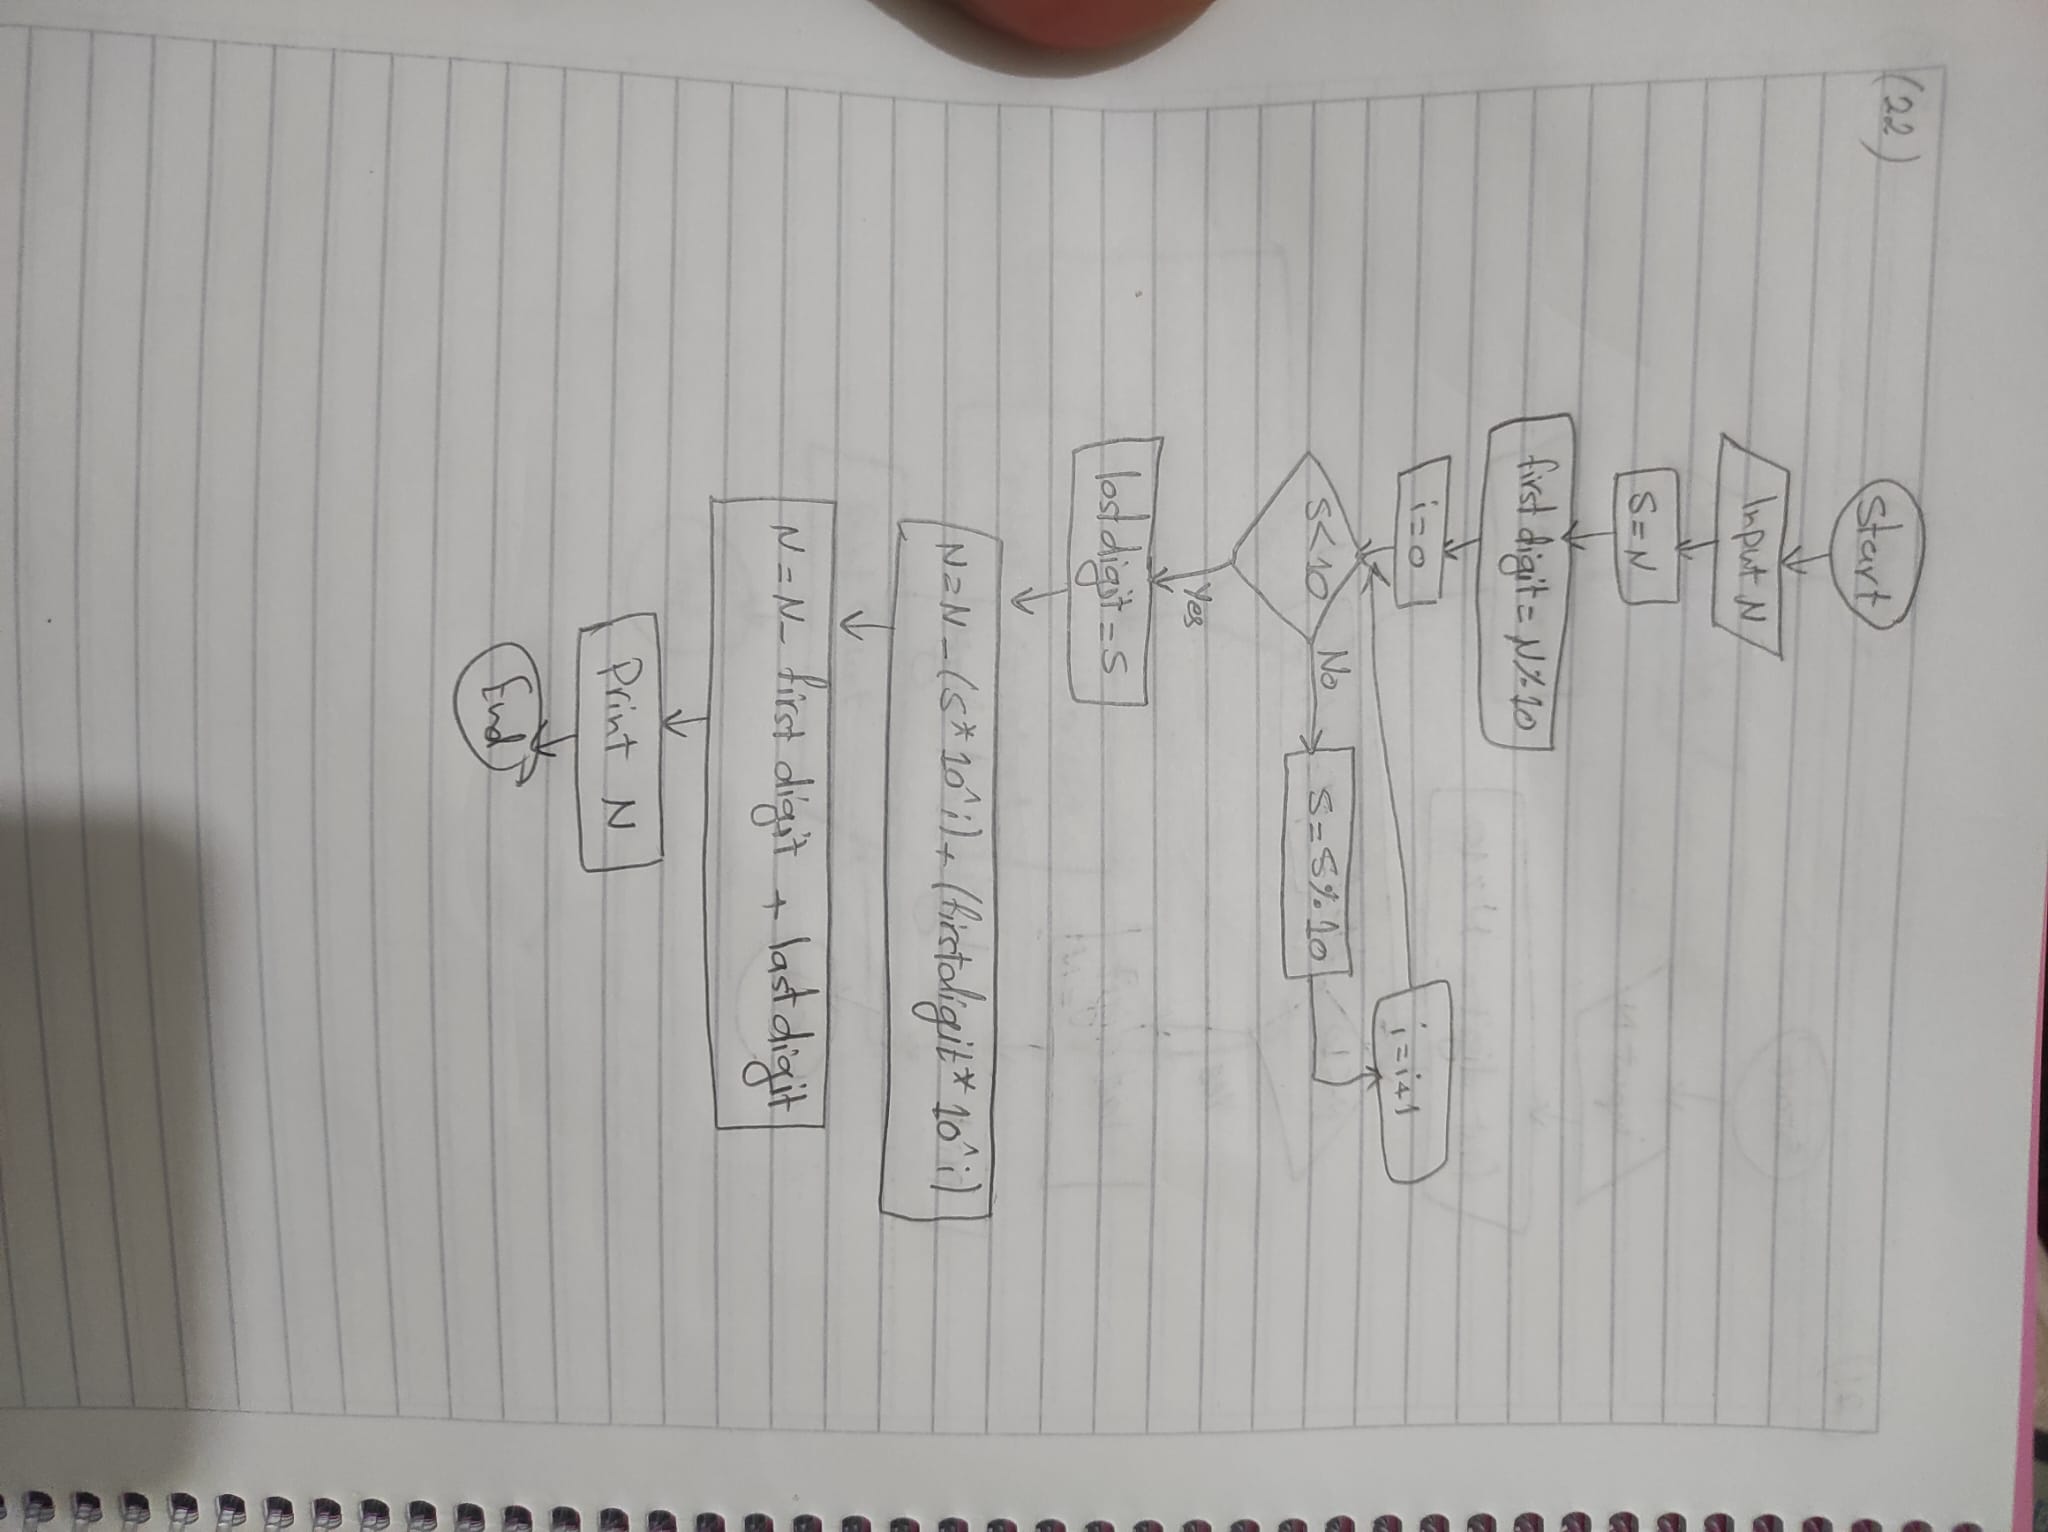 (22)
Start
Input N
S=N
first digit = N%10
i=0
S<10
No
S=S%10
i=i+1
Yes
lost digit = S
N=N-(S*10^i)+(firstdigit*10^i)
N=N-first digit + last digit
Print N
End